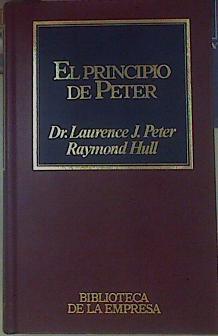 EL PRINCIPIO
DE PETER
Dr. Laurence J. Peter
Raymond Hull
BIBLIOTECA
DE LA EMPRESA